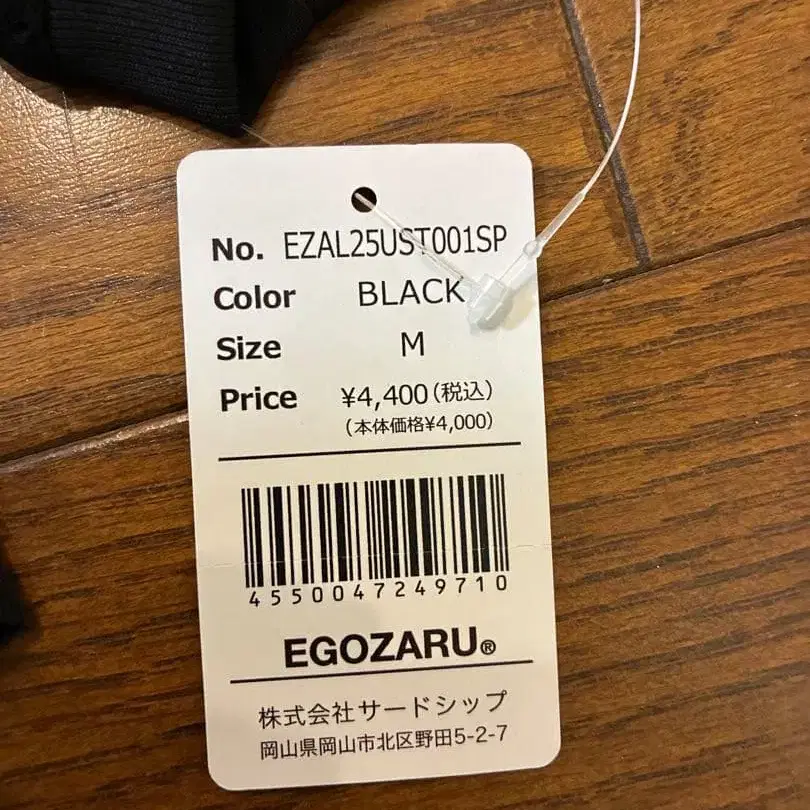 No. EZAL25UST001SP
Color BLACK
Size M
Price ¥4,400(税込)
(本体価格¥4,000)
4550047249710
EGOZARU®
株式会社サードシップ
岡山県岡山市北区野田5-2-7